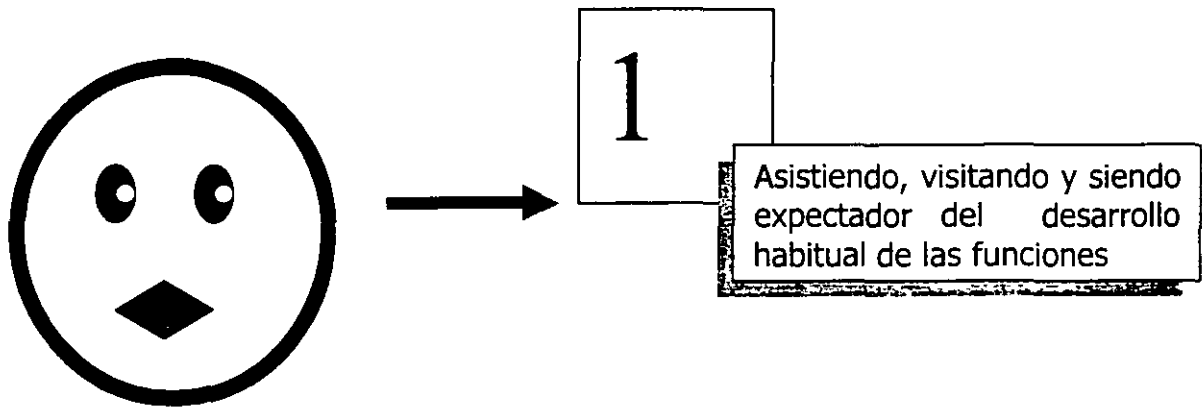 1
Asistiendo, visitando y siendo
expectador del desarrollo
habitual de las funciones